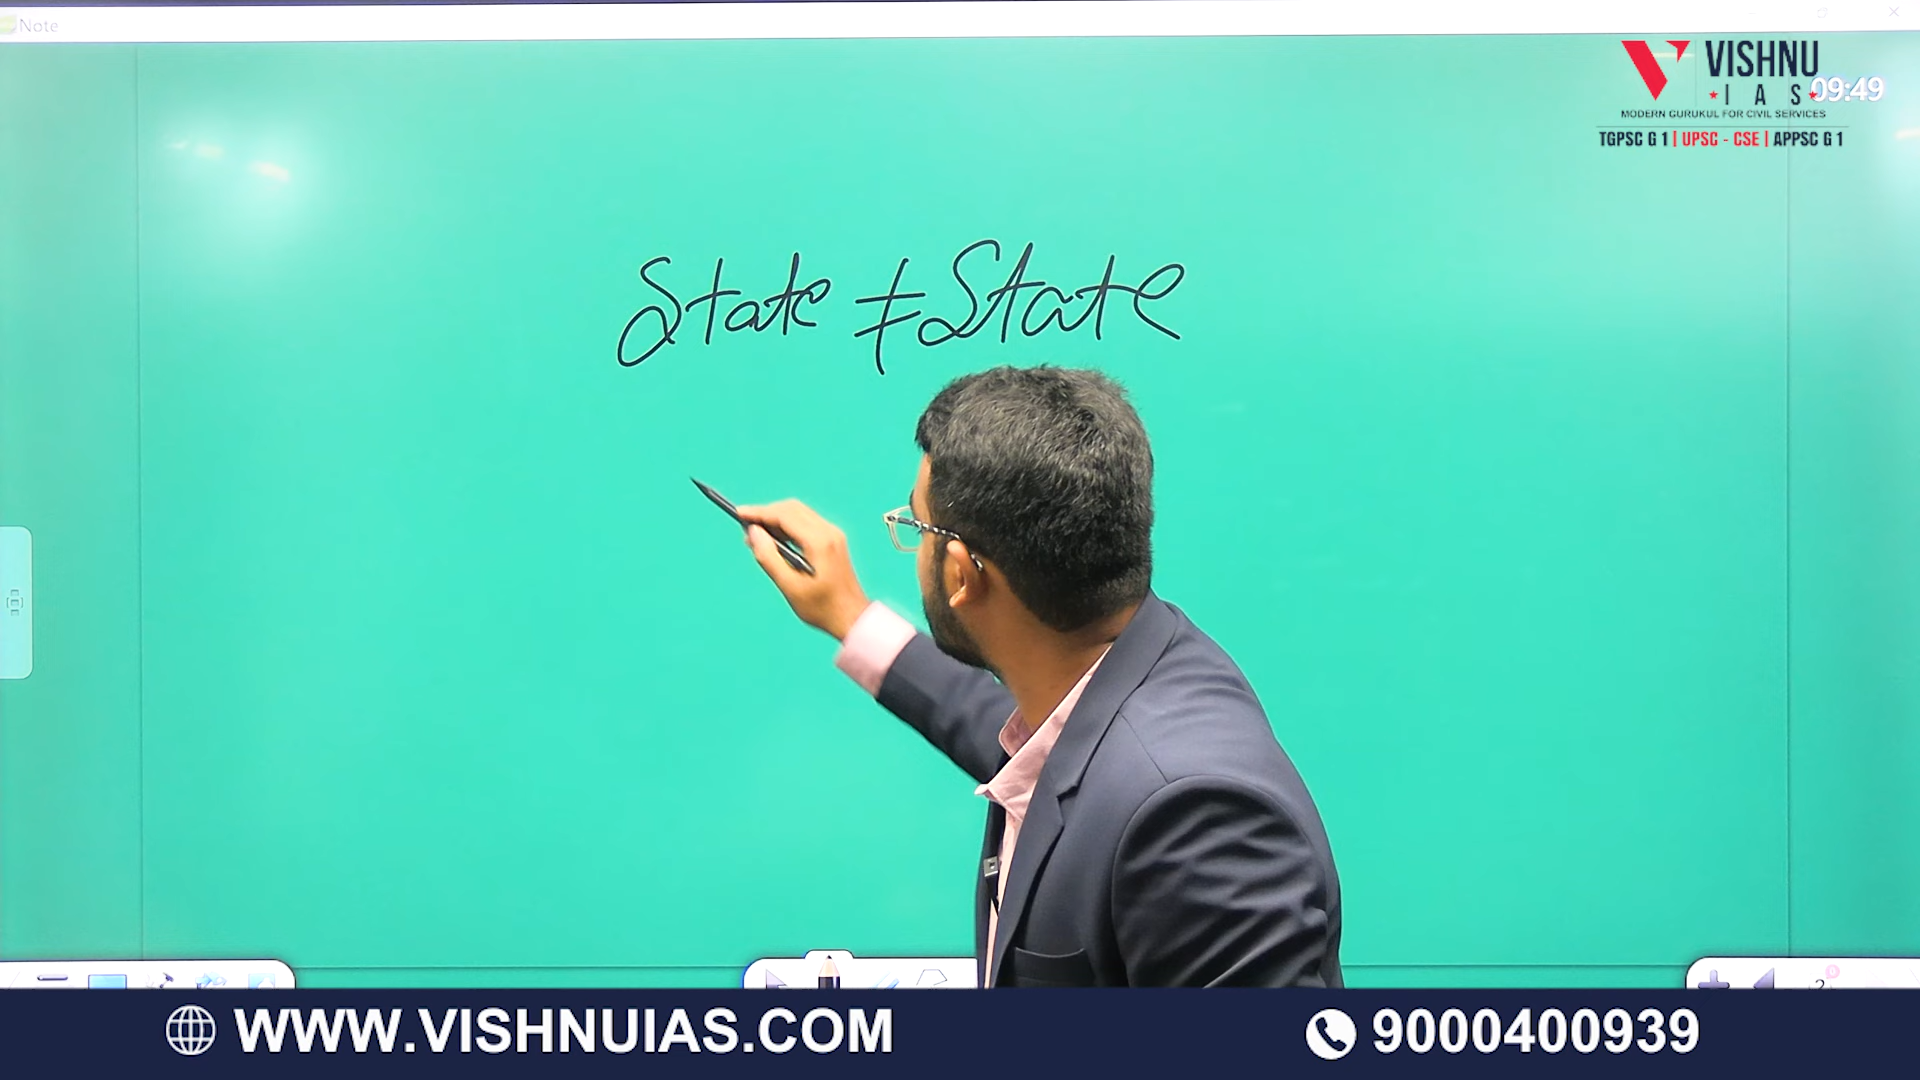 Note
VISHNU
IAS
09:49
MODERN GURUKUL FOR CIVIL SERVICES
TGPSC G 1 | UPSC - CSE | APPSC G 1
State ≠ State
WWW.VISHNUIAS.COM
9000400939